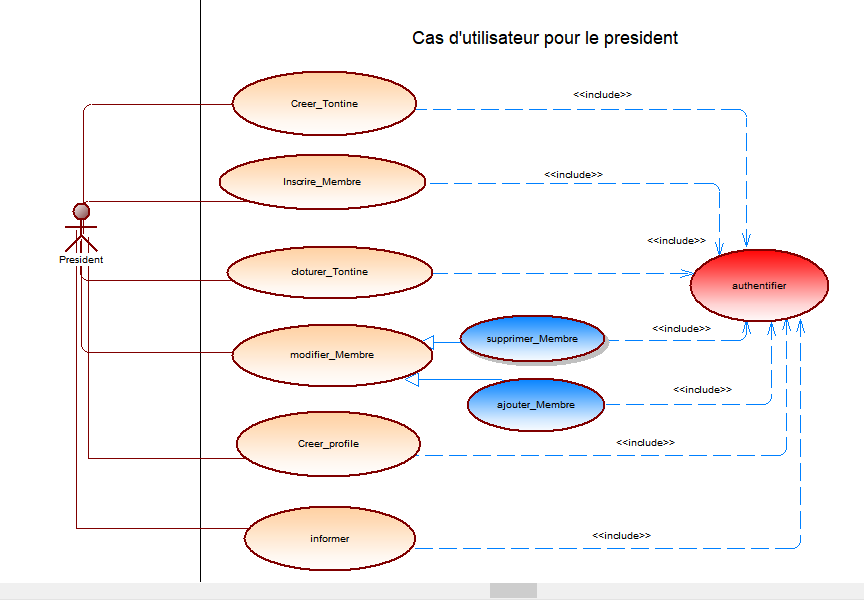 Cas d'utilisateur pour le president
<<include>>
Creer_Tontine
<<include>>
Inscrire_Membre
<<include>>
President
cloturer_Tontine
authentifier
<<include>>
supprimer_Membre
modifier_Membre
<<include>>
ajouter_Membre
<<include>>
Creer_profile
<<include>>
informer